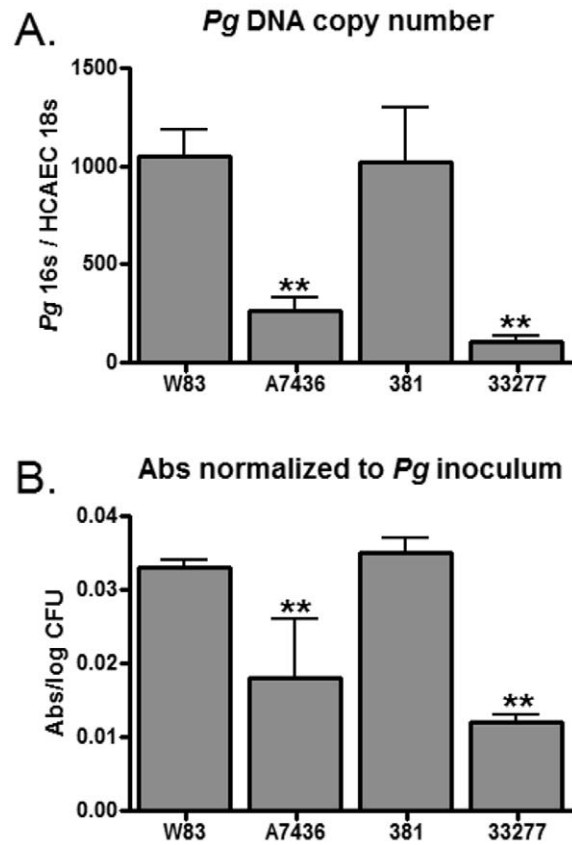 A.
Pg DNA copy number
Pg 16s / HCAEC 18s
1500
1000
500
0
**
**
W83 A7436 381 33277
B.
Abs normalized to Pg inoculum
Abs/log CFU
0.04
0.03
0.02
0.01
0.00
**
**
W83 A7436 381 33277